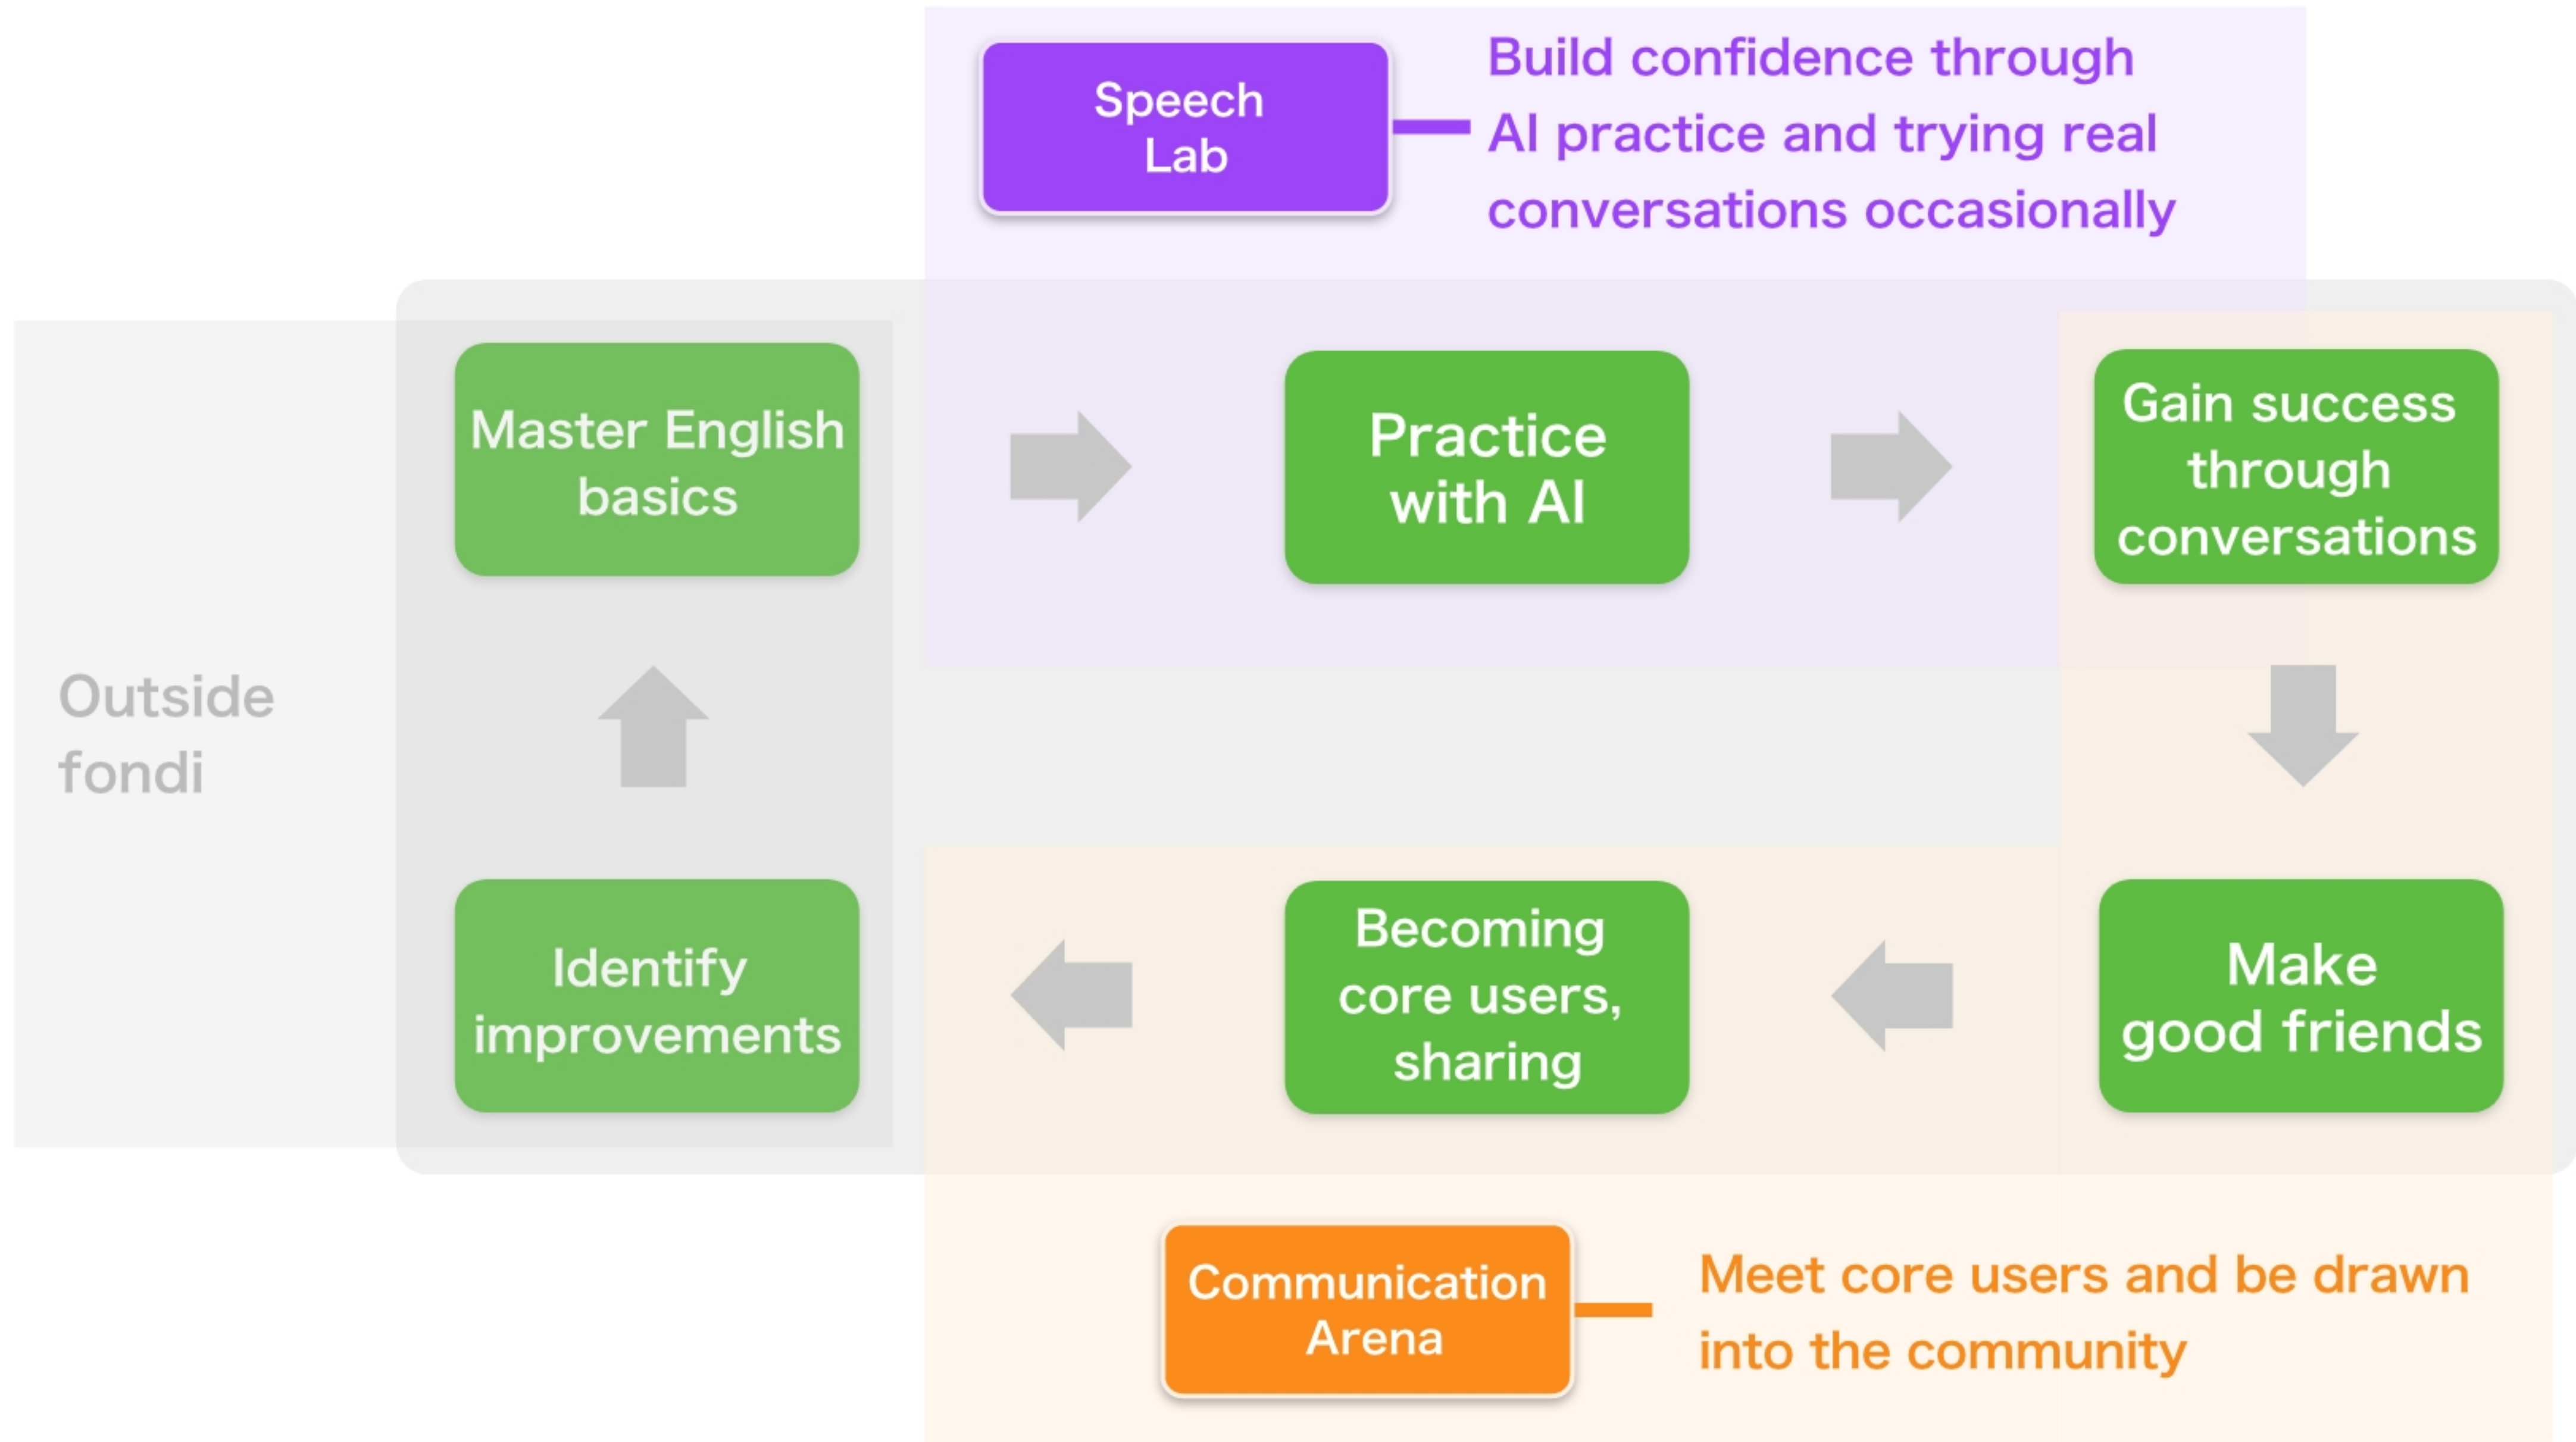 Speech
Lab
Build confidence through
AI practice and trying real
conversations occasionally
Master English
basics
Practice
with AI
Gain success
through
conversations
Outside
fondi
Identify
improvements
Becoming
core users,
sharing
Make
good friends
Communication
Arena
Meet core users and be drawn
into the community